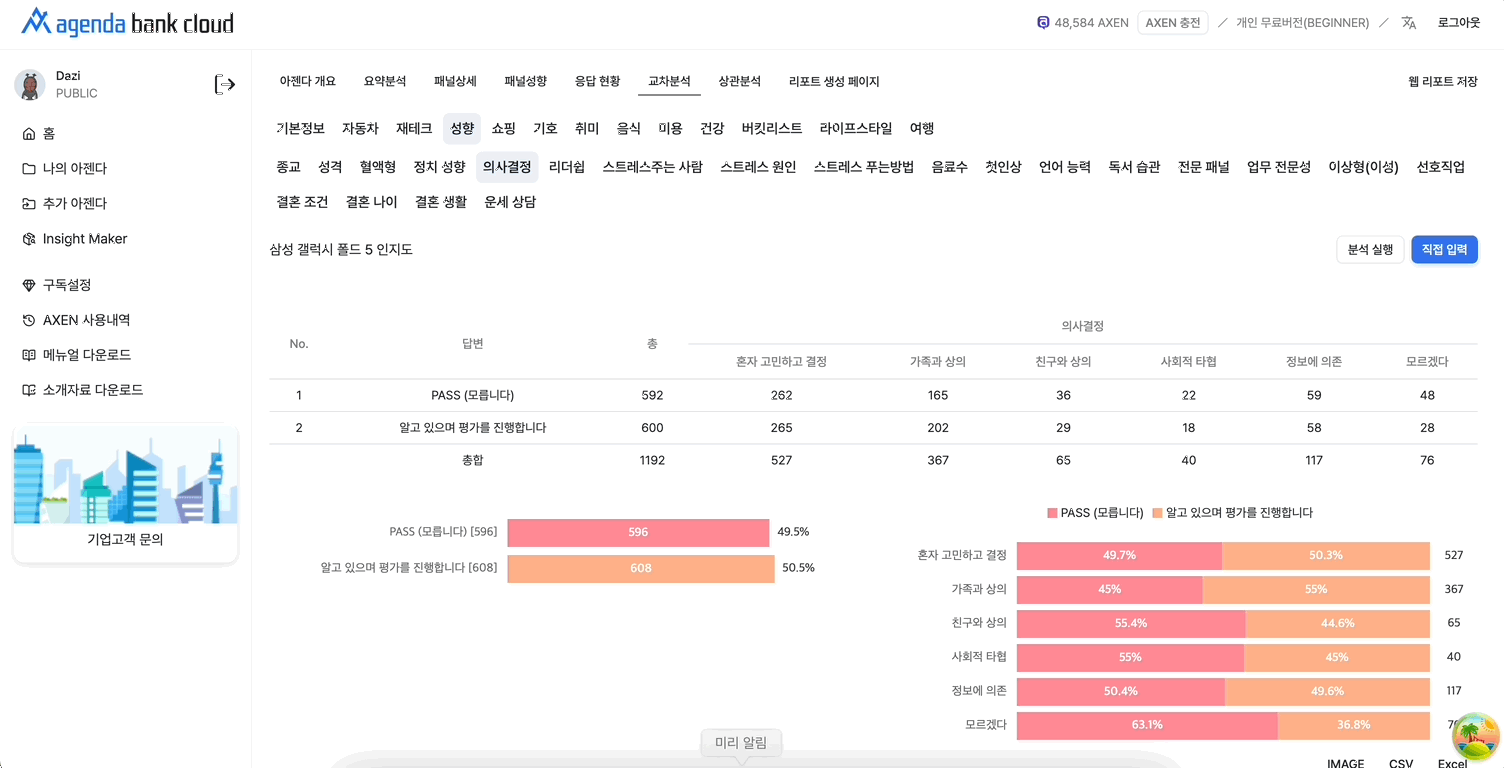 agenda bank cloud
48,584 AXEN AXEN 충전 / 개인 무료버전(BEGINNER) / 로그아웃
Dazi
PUBLIC
홈
나의 아젠다
추가 아젠다
Insight Maker
구독설정
AXEN 사용내역
메뉴얼 다운로드
소개자료 다운로드
기업고객 문의
아젠다 개요 요약분석 패널상세 패널성향 응답 현황 교차분석 상관분석 리포트 생성 페이지 웹 리포트 저장
기본정보 자동차 재테크 성향 쇼핑 기호 취미 음식 미용 건강 버킷리스트 라이프스타일 여행
종교 성격 혈액형 정치 성향 의사결정 리더쉽 스트레스주는 사람 스트레스 원인 스트레스 푸는방법 음료수 첫인상 언어 능력 독서 습관 전문 패널 업무 전문성 이상형(이성) 선호직업
결혼 조건 결혼 나이 결혼 생활 운세 상담
삼성 갤럭시 폴드 5 인지도 분석 실행 직접 입력
의사결정
No. 답변 총
혼자 고민하고 결정 가족과 상의 친구와 상의 사회적 타협 정보에 의존 모르겠다
1 PASS (모릅니다) 592 262 165 36 22 59 48
2 알고 있으며 평가를 진행합니다 600 265 202 29 18 58 28
총합 1192 527 367 65 40 117 76
PASS (모릅니다) [596] 596 49.5%
알고 있으며 평가를 진행합니다 [608] 608 50.5%
PASS (모릅니다) 알고 있으며 평가를 진행합니다
혼자 고민하고 결정 49.7% 50.3% 527
가족과 상의 45% 55% 367
친구와 상의 55.4% 44.6% 65
사회적 타협 55% 45% 40
정보에 의존 50.4% 49.6% 117
모르겠다 63.1% 36.8%
미리 알림
IMAGE CSV Excel